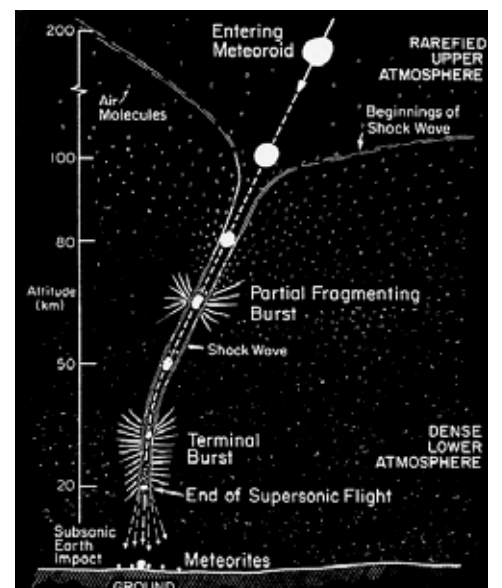 200
Entering
Meteoroid
RAREFIED
UPPER
ATMOSPHERE
Air
Molecules
Beginnings of
Shock Wave
100
80
Altitude
(km)
Partial Fragmenting
Burst
Shock Wave
50
Terminal
Burst
DENSE
LOWER
ATMOSPHERE
20
End of Supersonic Flight
Subsonic
Earth
Impact
Meteorites
GROUND